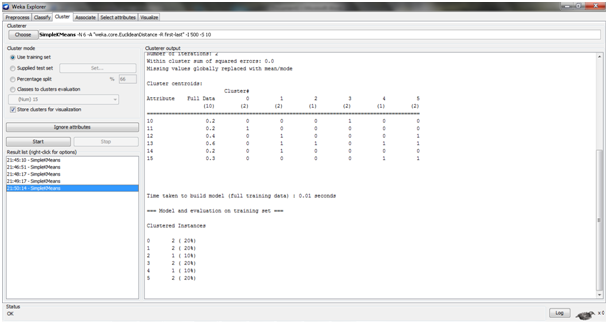 Weka Explorer
Preprocess Classify Cluster Associate Select attributes Visualize
Clusterer
Choose SimpleKMeans -N 6 -A "weka.core.EuclideanDistance -R first-last" -I 500 -S 10
Cluster mode
Use training set
Supplied test set Set...
Percentage split % 66
Classes to clusters evaluation
(Num) 15
Store clusters for visualization
Ignore attributes
Start Stop
Result list (right-click for options)
21:45:10 - SimpleKMeans
21:46:51 - SimpleKMeans
21:48:17 - SimpleKMeans
21:49:17 - SimpleKMeans
21:50:14 - SimpleKMeans
Clusterer output
Number of iterations: 2
Within cluster sum of squared errors: 0.0
Missing values globally replaced with mean/mode
Cluster centroids:
Cluster#
Attribute Full Data 0 1 2 3 4 5
(10) (2) (2) (1) (2) (1) (2)
10 0.2 0 0 0 1 0 0
11 0.2 1 0 0 0 0 0
12 0.4 0 1 0 0 0 1
13 0.6 0 1 1 0 1 1
14 0.2 0 1 0 0 0 0
15 0.3 0 0 0 0 1 1
Time taken to build model (full training data) : 0.01 seconds
=== Model and evaluation on training set ===
Clustered Instances
0 2 ( 20%)
1 2 ( 20%)
2 1 ( 10%)
3 2 ( 20%)
4 1 ( 10%)
5 2 ( 20%)
Status
OK
Log
x 0